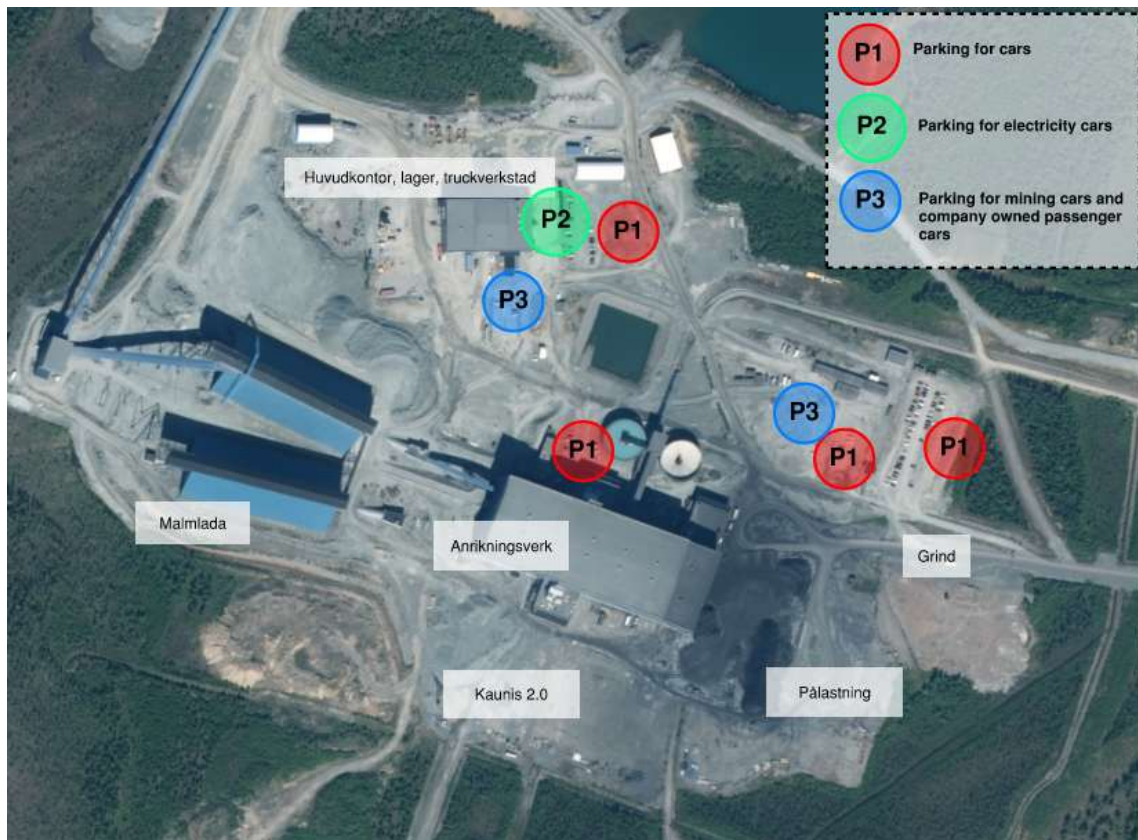 P1 Parking for cars
P2 Parking for electricity cars
P3 Parking for mining cars and
company owned passenger
cars
Huvudkontor, lager, truckverkstad
P2
P1
P3
P3
P1
P1
P1
Malmlada
Anrikningsverk
Grind
Kaunis 2.0
Pålastning